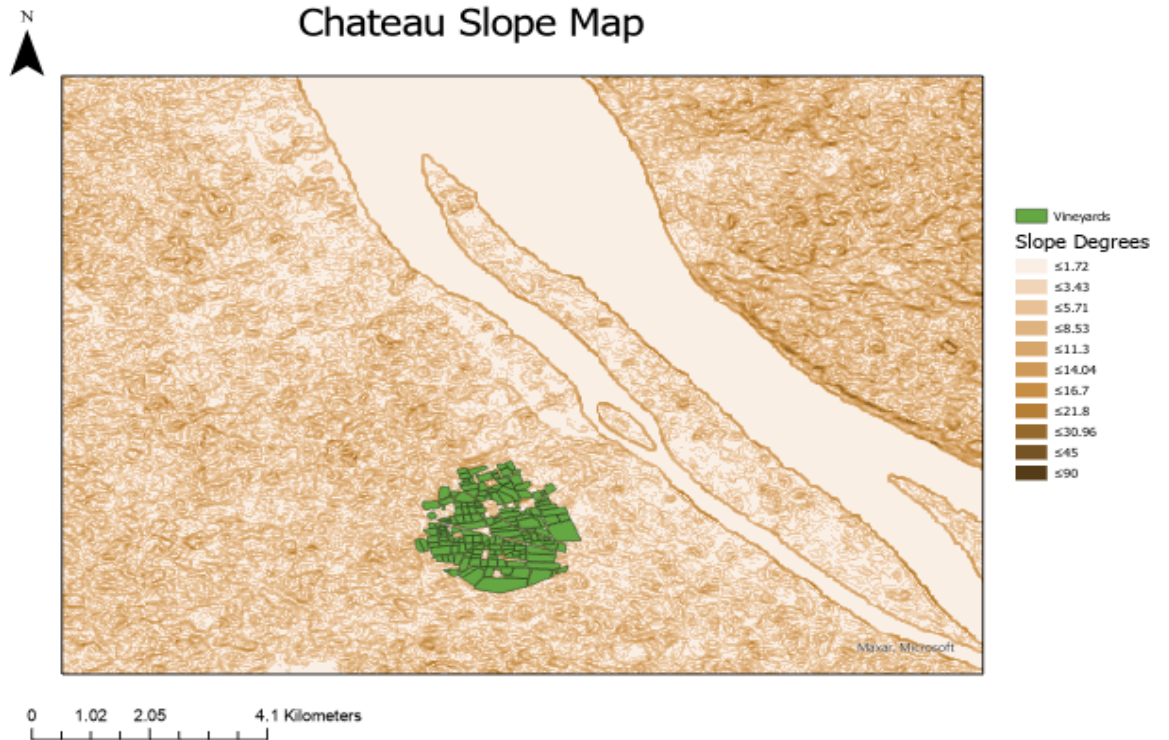 Chateau Slope Map
N
Vineyards
Slope Degrees
≤1.72
≤3.43
≤5.71
≤8.53
≤11.3
≤14.04
≤16.7
≤21.8
≤30.96
≤45
≤90
Maxar, Microsoft
0 1.02 2.05 4.1 Kilometers